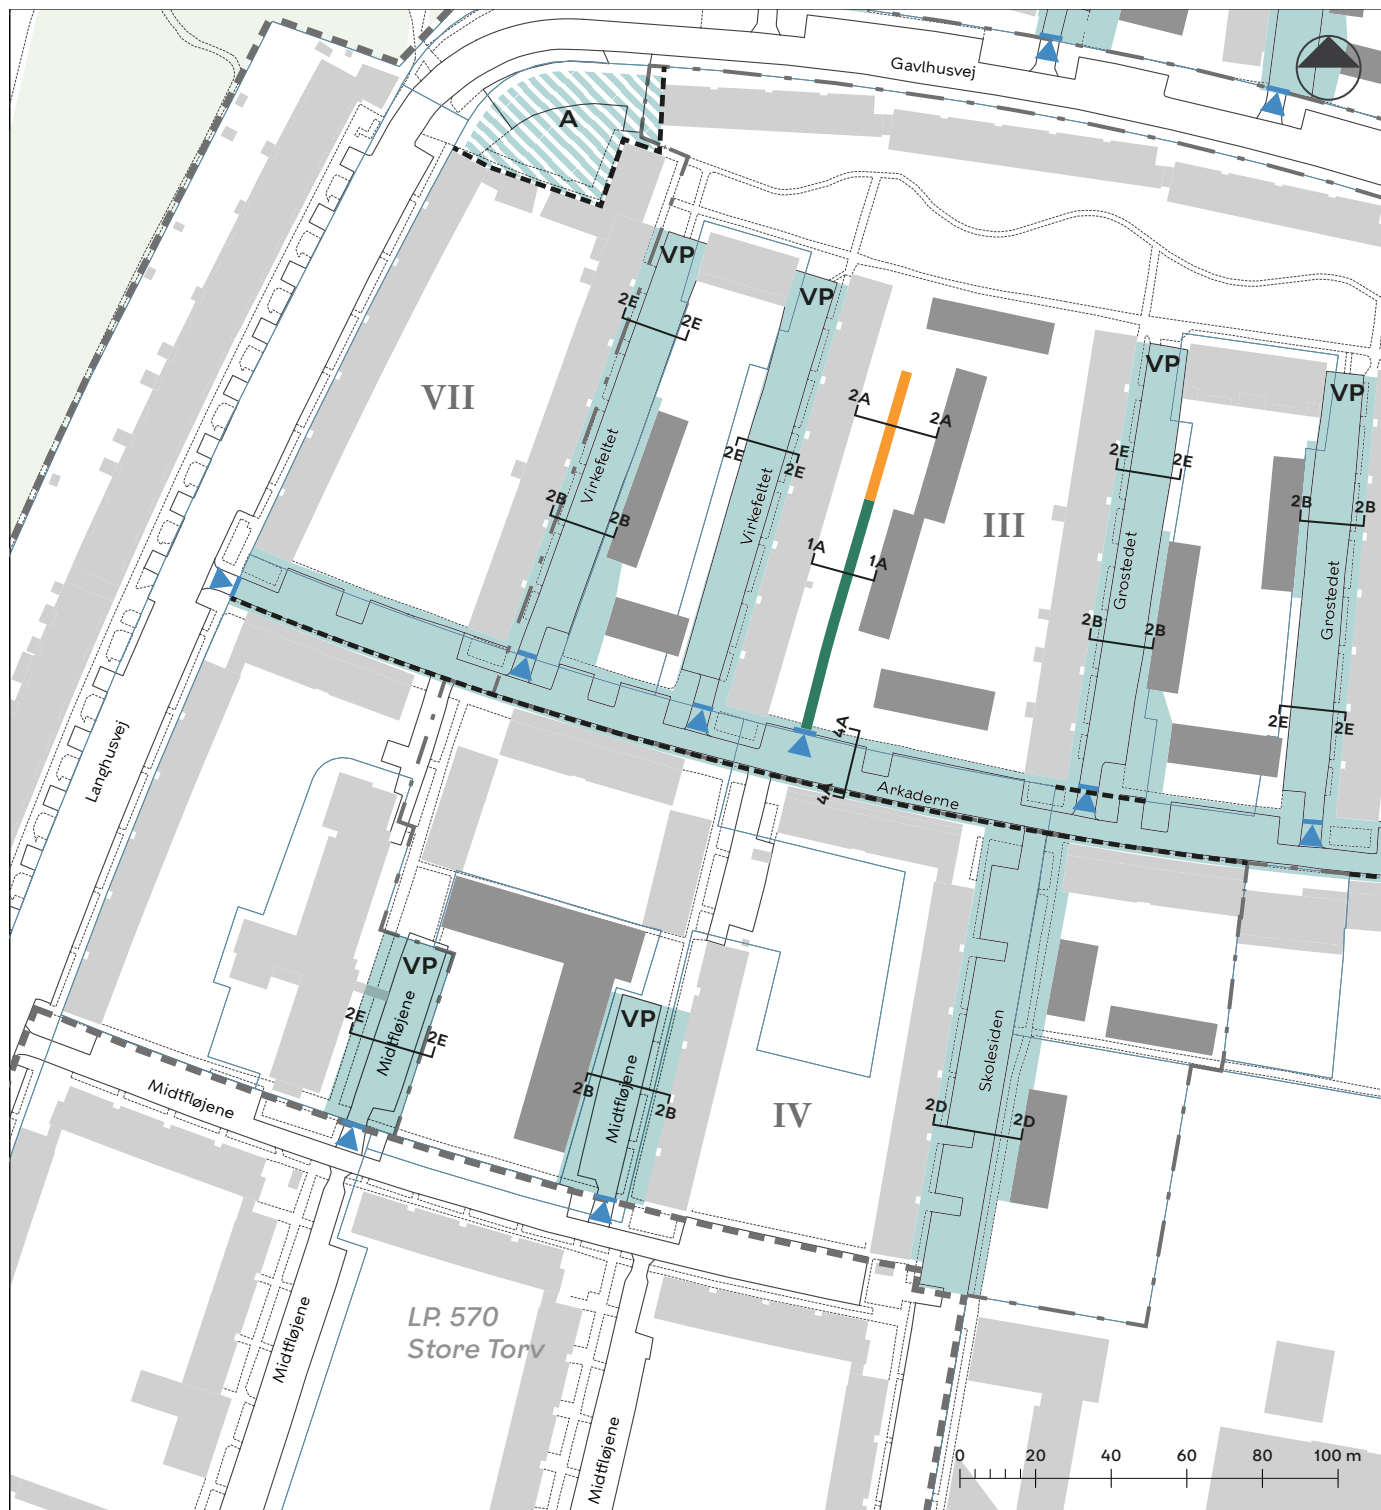 Gavlhusvej
A
VP
VP
2E
2E
VP
VP
VII
2A
2A
2E
2E
2E
2E
Virkefeltet
Virkefeltet
III
2B
2B
2B
2B
1A
1A
Grostedet
Grostedet
2B
2B
2E
2E
4A
4A
Langhusvej
Arkaderne
VP
VP
2E
2E
Midtfløjene
Midtfløjene
Skolesiden
2B
2B
IV
2D
2D
Midtfløjene
LP. 570
Store Torv
Midtfløjene
Midtfløjene
0 20 40 60 80 100 m